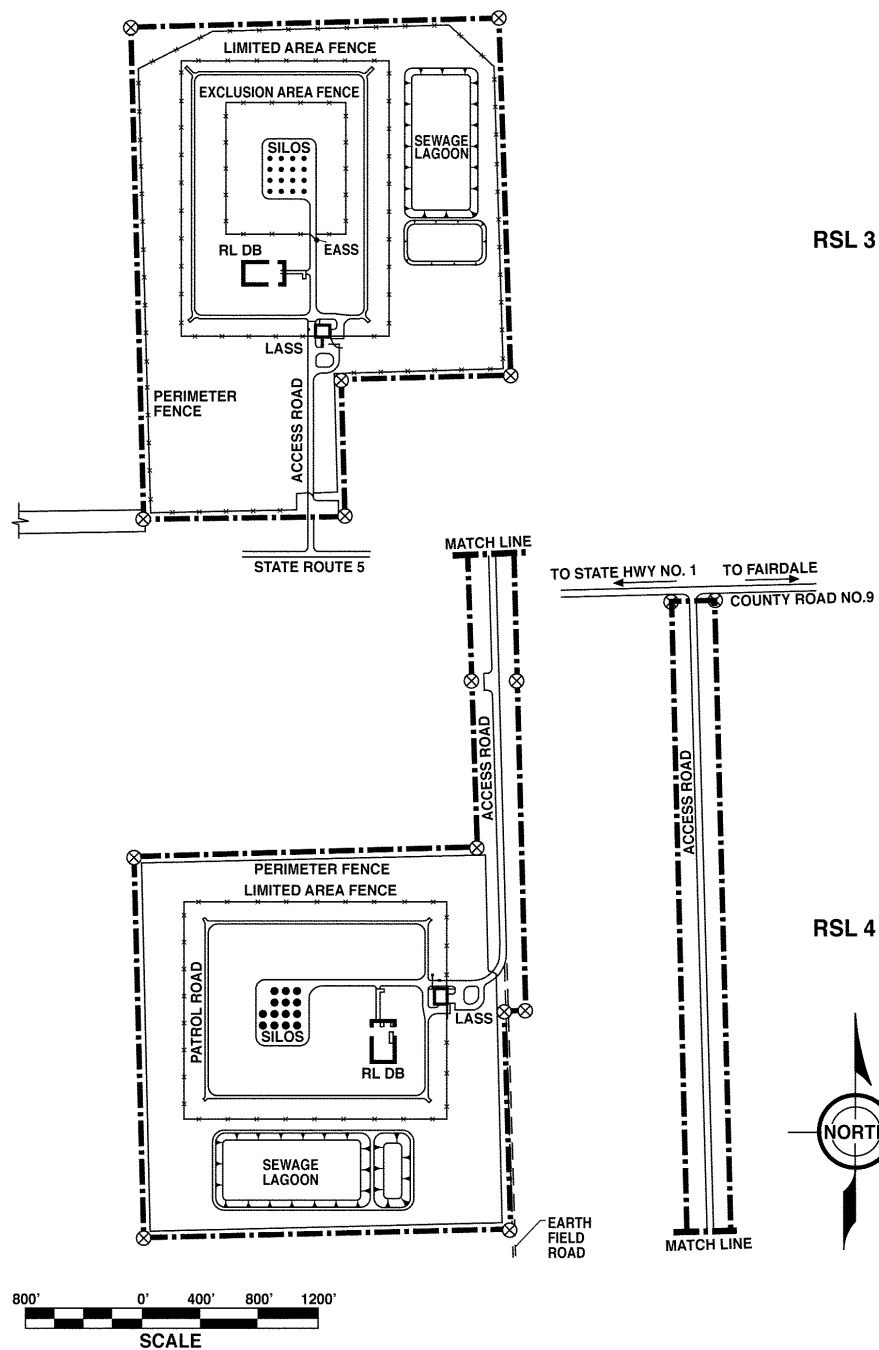 LIMITED AREA FENCE
EXCLUSION AREA FENCE
SILOS
SEWAGE
LAGOON
RSL 3
RL DB
EASS
LASS
PERIMETER
FENCE
ACCESS ROAD
STATE ROUTE 5
MATCH LINE
TO STATE HWY NO. 1
TO FAIRDALE
COUNTY ROAD NO.9
ACCESS ROAD
ACCESS ROAD
PERIMETER FENCE
LIMITED AREA FENCE
RSL 4
PATROL ROAD
SILOS
LASS
RL DB
NORTH
SEWAGE
LAGOON
EARTH
FIELD
ROAD
MATCH LINE
800' 0' 400' 800' 1200'
SCALE